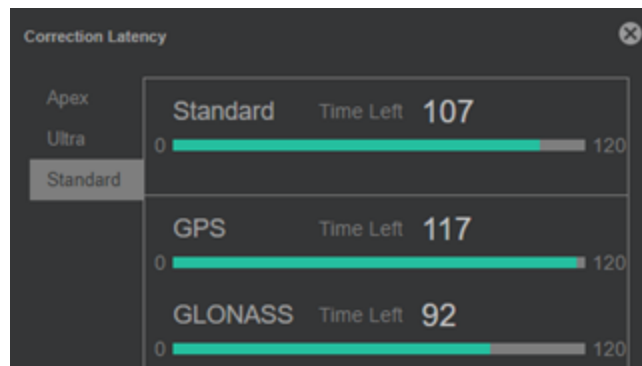 Correction Latency
Apex
Ultra
Standard
Standard Time Left 107
0 120
GPS Time Left 117
0 120
GLONASS Time Left 92
0 120